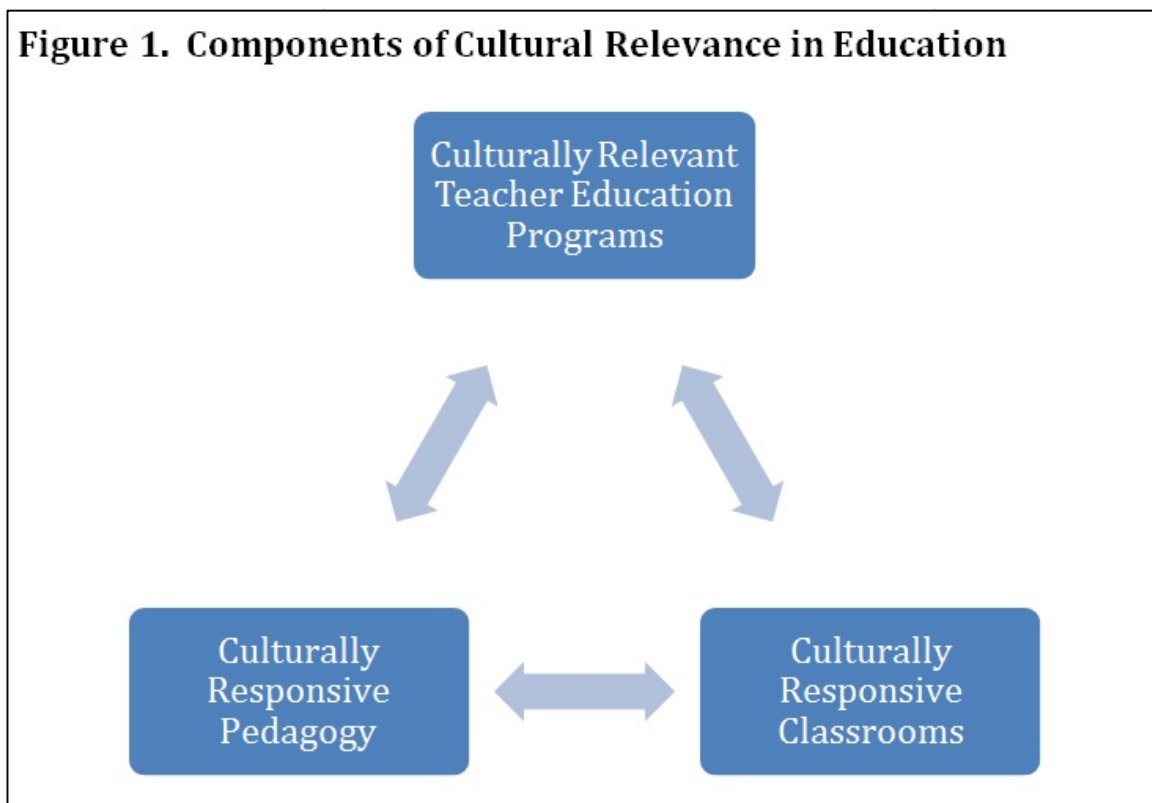 Figure 1. Components of Cultural Relevance in Education
Culturally Relevant
Teacher Education
Programs
Culturally
Responsive
Pedagogy
Culturally
Responsive
Classrooms